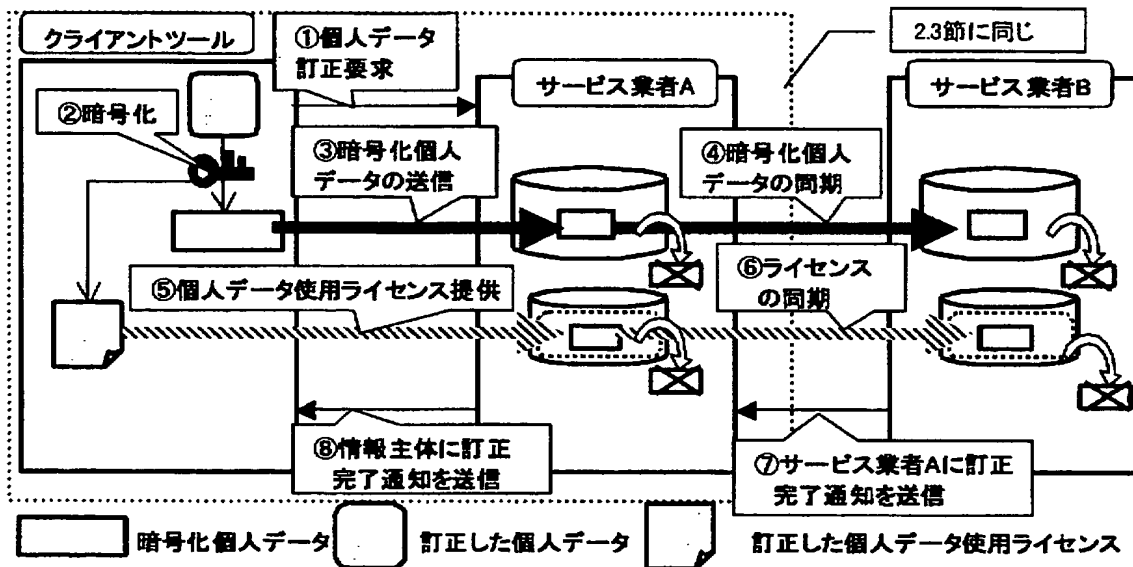 クライアントツール
①個人データ
訂正要求
2.3節に同じ
サービス業者A
サービス業者B
②暗号化
③暗号化個人
データの送信
④暗号化個人
データの同期
⑤個人データ使用ライセンス提供
⑥ライセンス
の同期
⑧情報主体に訂正
完了通知を送信
⑦サービス業者Aに訂正
完了通知を送信
暗号化個人データ
訂正した個人データ
訂正した個人データ使用ライセンス